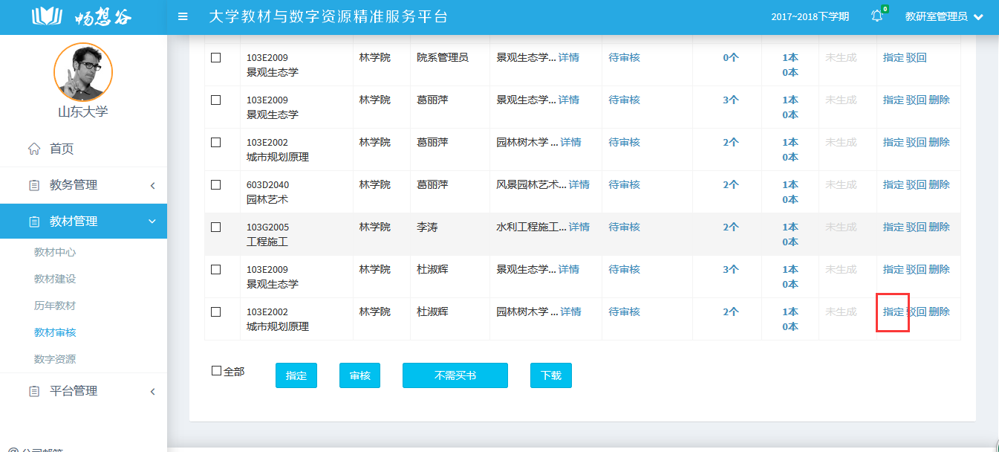 畅想谷
大学教材与数字资源精准服务平台
2017~2018下学期
0
教研室管理员
山东大学
首页
教务管理
教材管理
教材中心
教材建设
历年教材
教材审核
数字资源
平台管理
103E2009 林学院 院系管理员 景观生态学... 详情 待审核 0个 1本 未生成 指定 驳回
景观生态学 0本
103E2009 林学院 葛丽萍 景观生态学... 详情 待审核 3个 1本 未生成 指定 驳回 删除
景观生态学 0本
103E2002 林学院 葛丽萍 园林树木学 ... 详情 待审核 2个 1本 未生成 指定 驳回 删除
城市规划原理 0本
603D2040 林学院 葛丽萍 风景园林艺术... 详情 待审核 2个 1本 未生成 指定 驳回 删除
园林艺术 0本
103G2005 林学院 李涛 水利工程施工... 详情 待审核 2个 1本 未生成 指定 驳回 删除
工程施工 0本
103E2009 林学院 杜淑辉 景观生态学... 详情 待审核 3个 1本 未生成 指定 驳回 删除
景观生态学 0本
103E2002 林学院 杜淑辉 园林树木学 ... 详情 待审核 2个 1本 未生成 指定 驳回 删除
城市规划原理 0本
全部 指定 审核 不需买书 下载
@ 公司邮箱